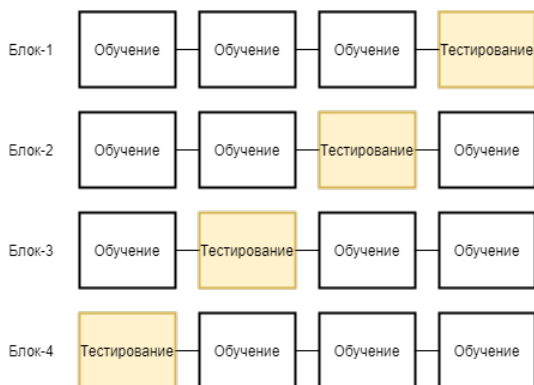 Блок-1 Обучение Обучение Обучение Тестирование
Блок-2 Обучение Обучение Тестирование Обучение
Блок-3 Обучение Тестирование Обучение Обучение
Блок-4 Тестирование Обучение Обучение Обучение